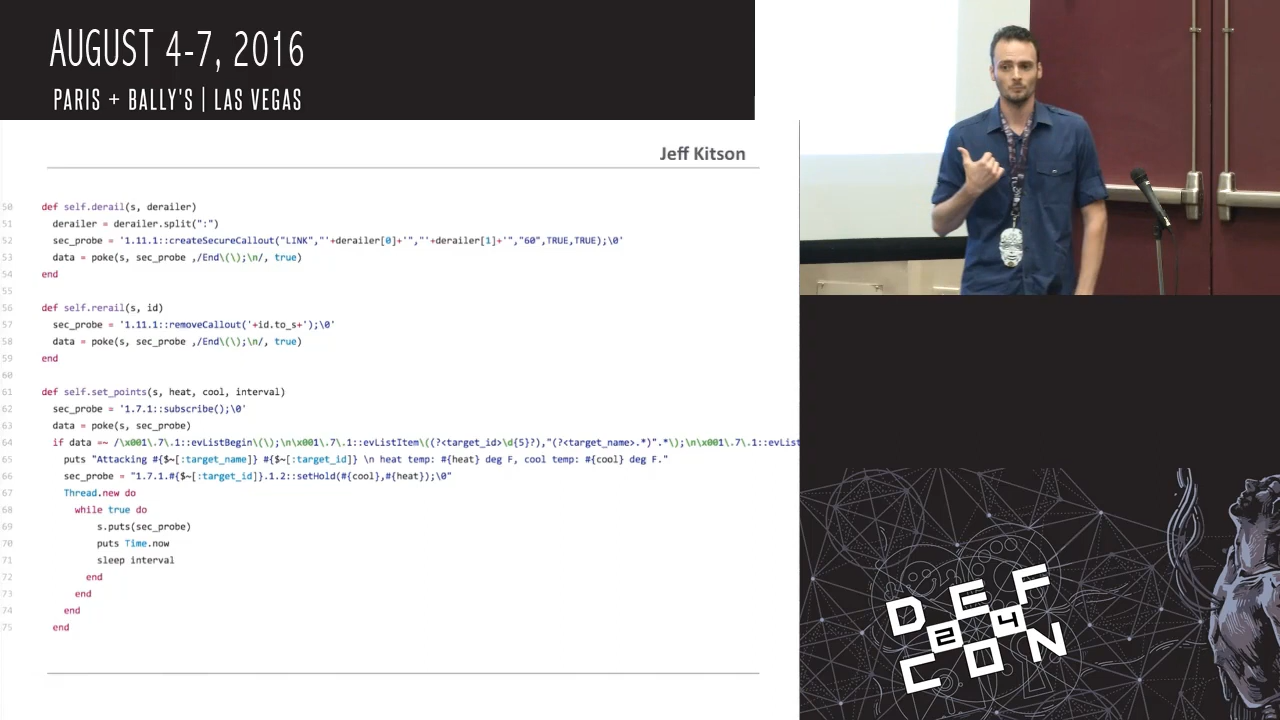 AUGUST 4-7, 2016
PARIS + BALLY'S | LAS VEGAS
Jeff Kitson
50 def self.derail(s, derailer)
51 derailer = derailer.split(":")
52 sec_probe = '1.11.1::createSecureCallout("LINK","'+derailer[0]+'","'+derailer[1]+'","60",TRUE,TRUE);\0'
53 data = poke(s, sec_probe ,/End\(\);\n/, true)
54 end
55
56 def self.rerail(s, id)
57 sec_probe = '1.11.1::removeCallout('+id.to_s+');\0'
58 data = poke(s, sec_probe ,/End\(\);\n/, true)
59 end
60
61 def self.set_points(s, heat, cool, interval)
62 sec_probe = '1.7.1::subscribe();\0'
63 data = poke(s, sec_probe)
64 if data =~ /\x001\.7\.1::evListBegin\(\);\n\x001\.7\.1::evListItem\((?<target_id>\d{5}?),"(?<target_name>.*)".*\);\n\x001\.7\.1::evList
65 puts "Attacking #{$~[:target_name]} #{$~[:target_id]} \n heat temp: #{heat} deg F, cool temp: #{cool} deg F."
66 sec_probe = "1.7.1.#{$~[:target_id]}.1.2::setHold(#{cool},#{heat});\0"
67 Thread.new do
68 while true do
69 s.puts(sec_probe)
70 puts Time.now
71 sleep interval
72 end
73 end
74 end
75 end
DEF
24
CON